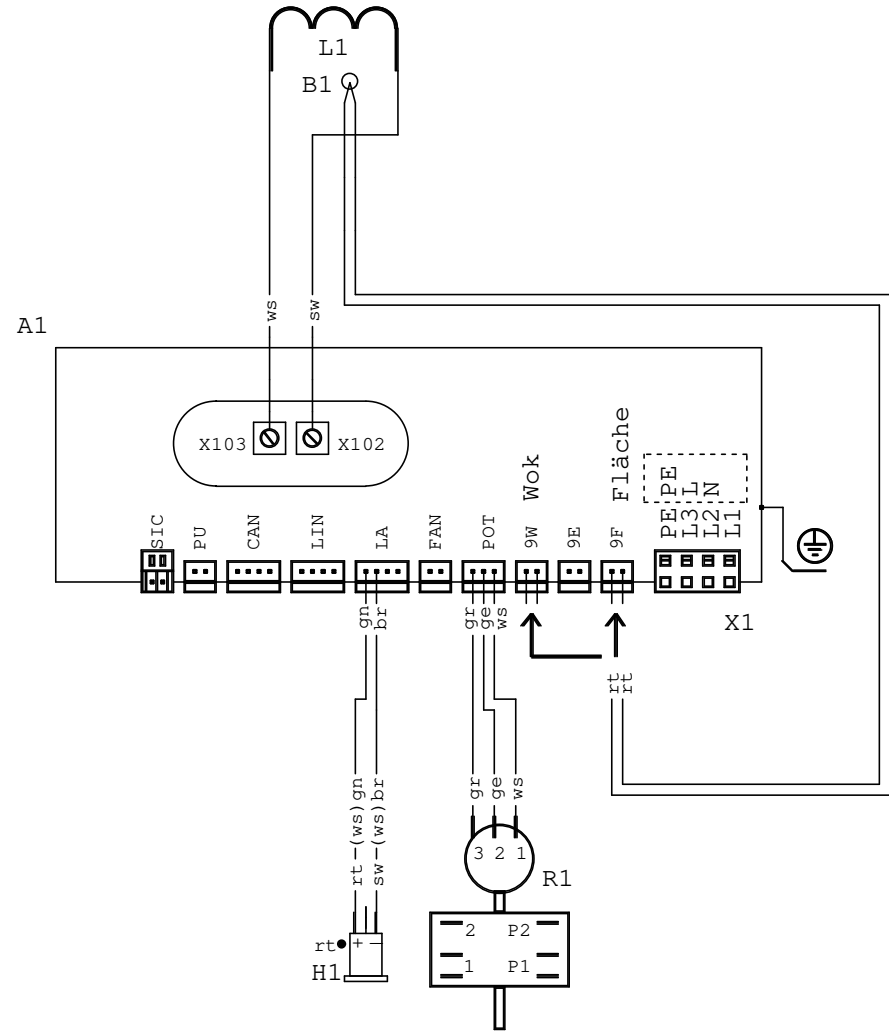 L1
B1
ws
sw
A1
X103
X102
Wok
Fläche
PE PE
L3 L
L2 N
L1
SIC
PU
CAN
LIN
LA
FAN
POT
9W
9E
9F
X1
gn
br
gr
ge
ws
rt
rt
rt-(ws)gn
sw-(ws)br
gr
ge
ws
3 2 1
R1
rt
+ -
H1
2 P2
1 P1